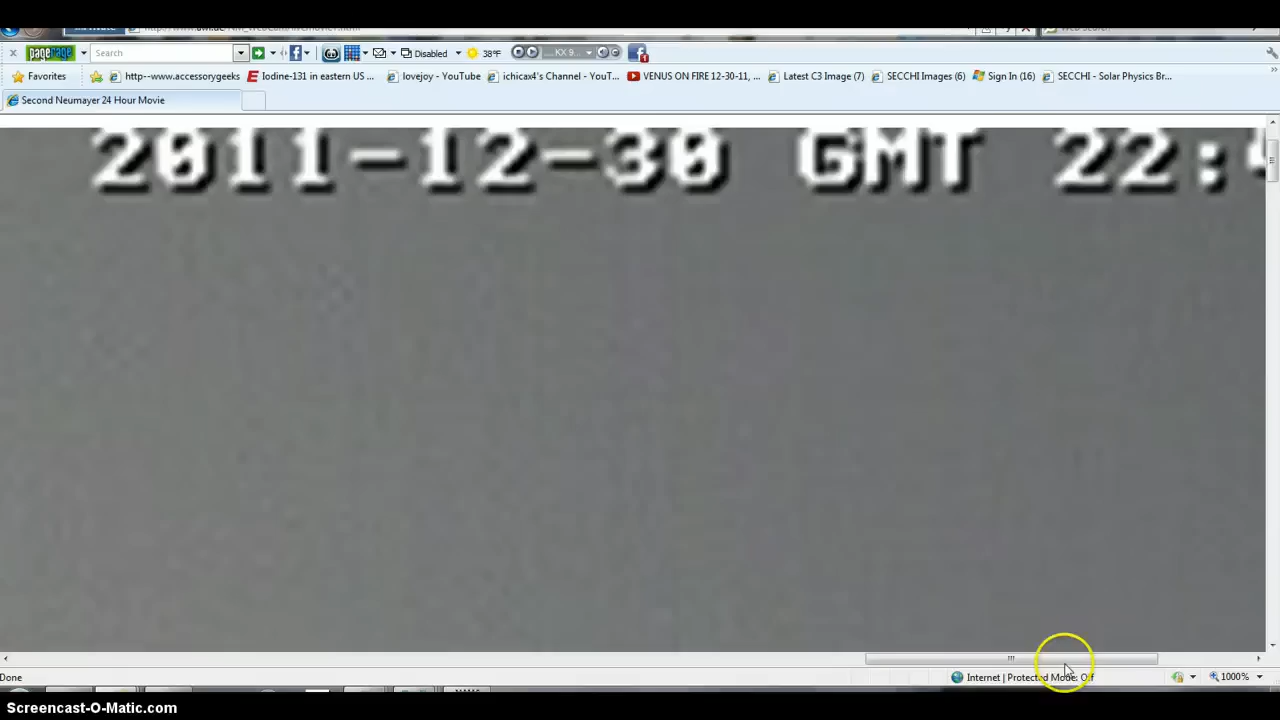 Search
Disabled
38°F
....KX 9...
Favorites
http--www.accessorygeeks
Iodine-131 in eastern US ...
lovejoy - YouTube
ichicax4's Channel - YouT...
VENUS ON FIRE 12-30-11, ...
Latest C3 Image (7)
SECCHI Images (6)
Sign In (16)
SECCHI - Solar Physics Br...
Second Neumayer 24 Hour Movie
2011-12-30 GMT 22:
Done
Internet | Protected Mode: Off
1000%
Screencast-O-Matic.com